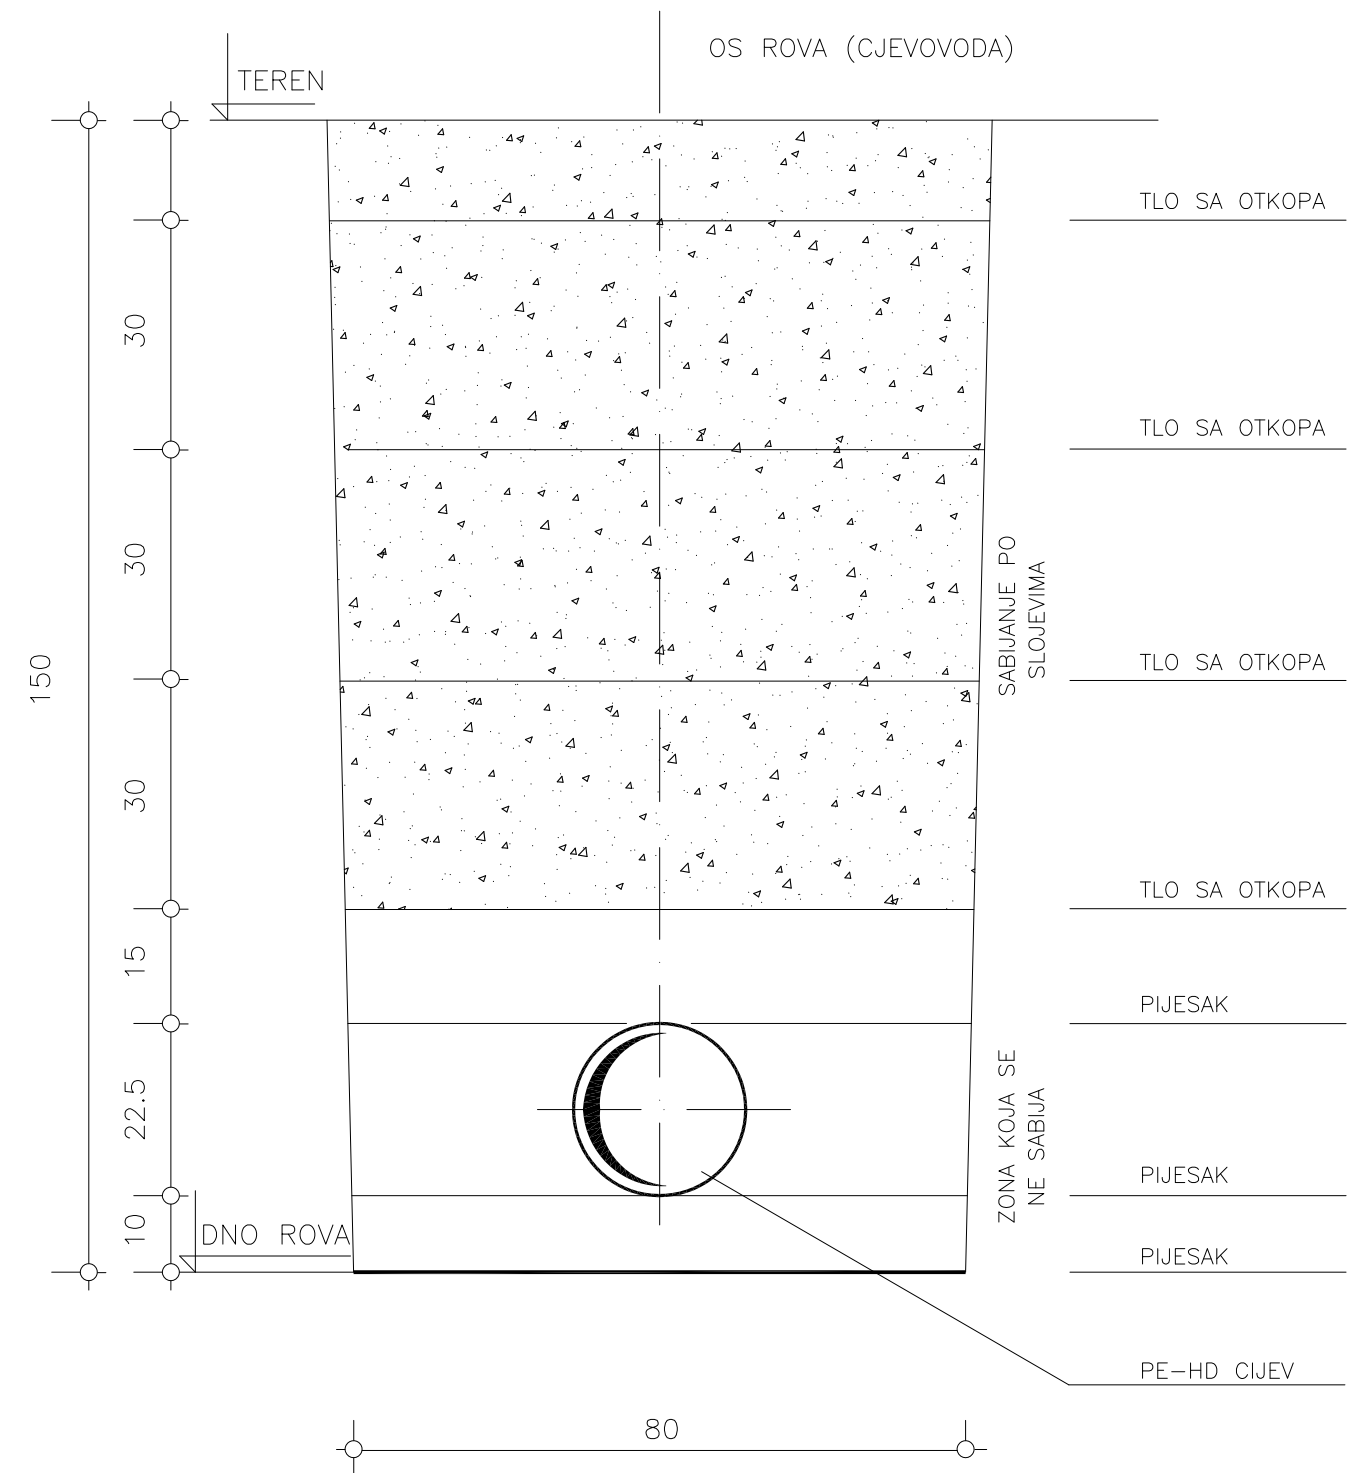 OS ROVA (CJEVOVODA)
TEREN
TLO SA OTKOPA
30
TLO SA OTKOPA
30
SABIJANJE PO
SLOJEVIMA
150
TLO SA OTKOPA
30
TLO SA OTKOPA
15
PIJESAK
22.5
ZONA KOJA SE
NE SABIJA
PIJESAK
10
DNO ROVA
PIJESAK
PE-HD CIJEV
80